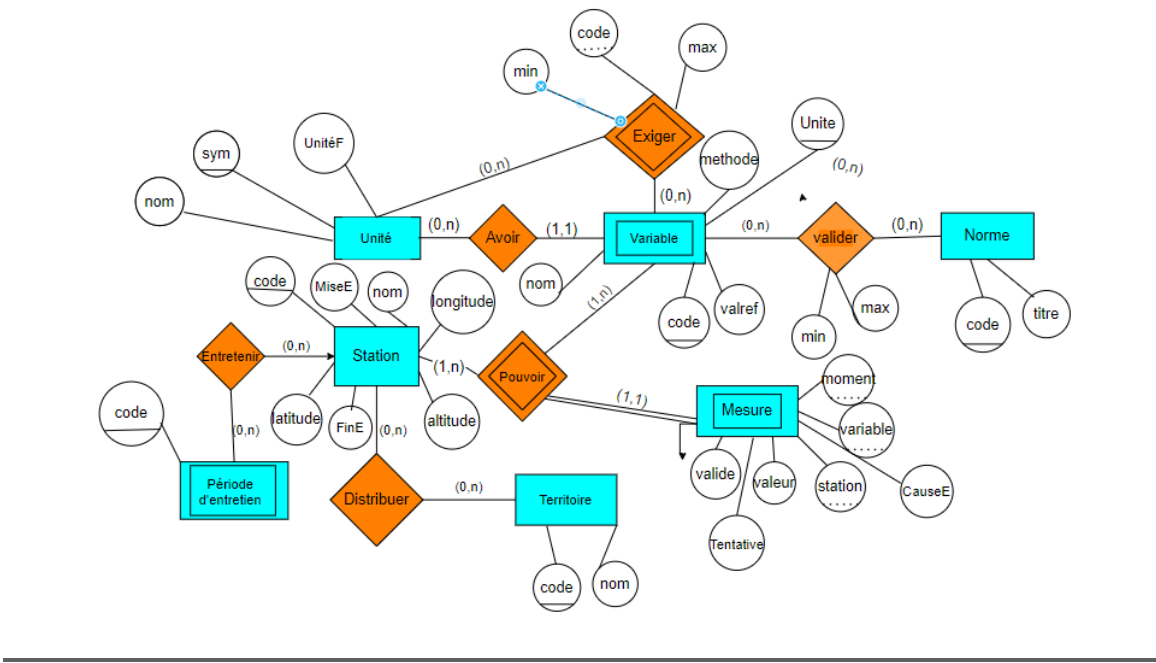 code
max
min
Exiger
Unite
UnitéF
sym
methode
(0,n)
(0,n)
nom
(0,n)
(0,n)
Unité
Avoir
(1,1)
Variable
(0,n)
valider
(0,n)
Norme
code
MiseE
nom
longitude
nom
(1,n)
code
valref
min
max
code
titre
Entretenir
(0,n)
Station
(1,n)
Pouvoir
(1,1)
Mesure
moment
code
latitude
FinE
altitude
(0,n)
(0,n)
variable
Période
d'entretien
Distribuer
(0,n)
Territoire
valide
valeur
station
CauseE
Tentative
code
nom